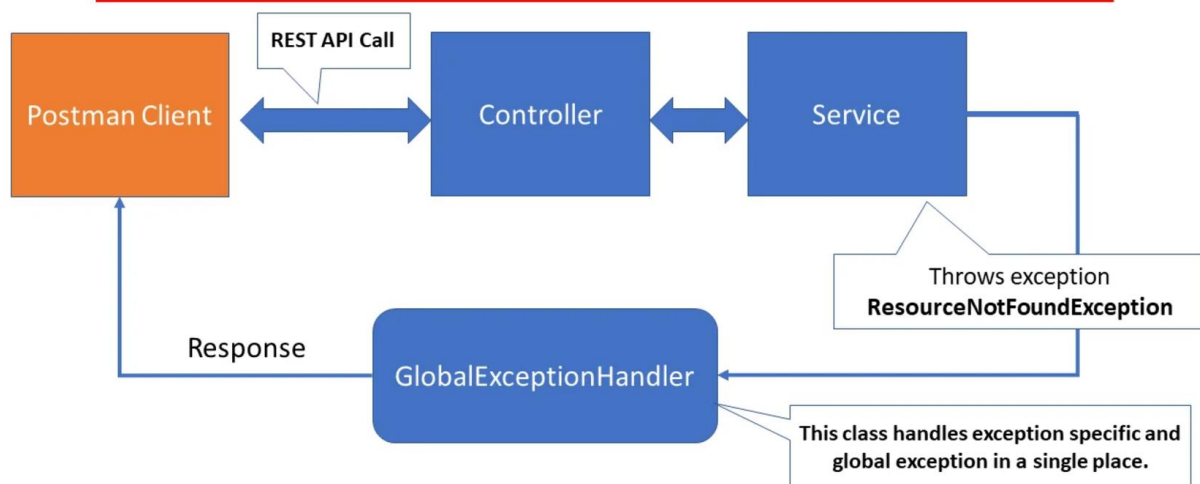 REST API Call
Postman Client
Controller
Service
Throws exception
ResourceNotFoundException
Response
GlobalExceptionHandler
This class handles exception specific and
global exception in a single place.